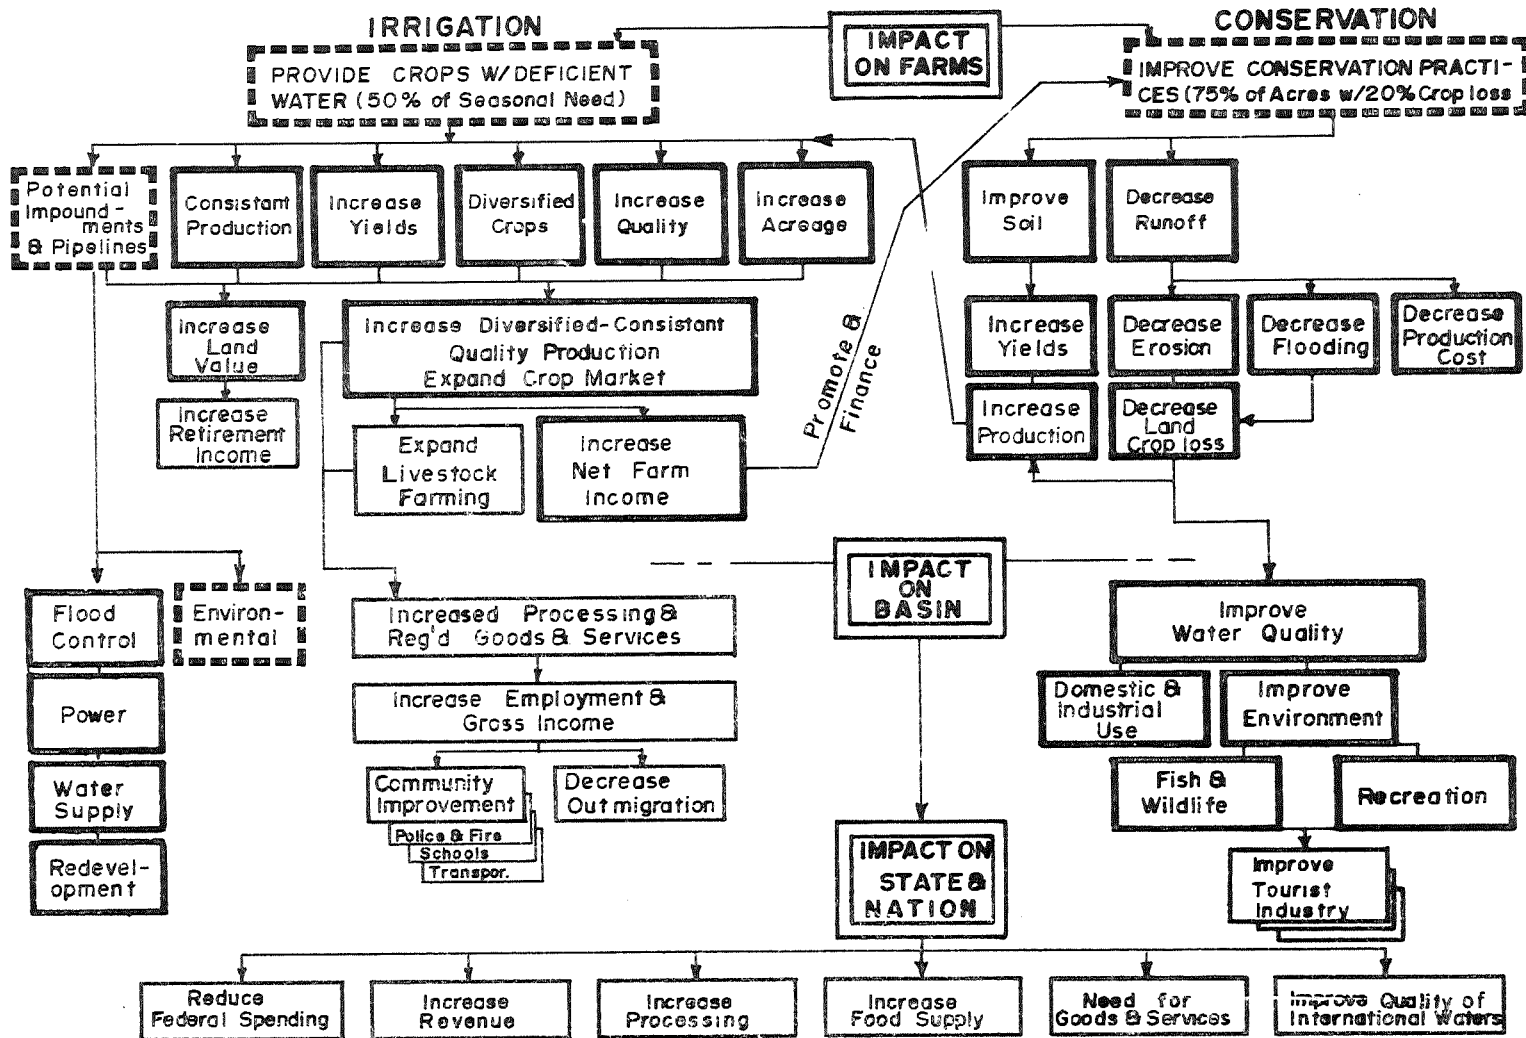 IRRIGATION
PROVIDE CROPS W/DEFICIENT
WATER (50% of Seasonal Need)
IMPACT
ON FARMS
CONSERVATION
IMPROVE CONSERVATION PRACTI-
CES (75% of Acres w/20% Crop loss
Potential
Impound-
ments
& Pipelines
Consistant
Production
Increase
Yields
Diversified
Crops
Increase
Quality
Increase
Acreage
Improve
Soil
Decrease
Runoff
Increase
Land
Value
Increase Diversified-Consistant
Quality Production
Expand Crop Market
Promote &
Finance
Increase
Yields
Decrease
Erosion
Decrease
Flooding
Decrease
Production
Cost
Increase
Retirement
Income
Expand
Livestock
Farming
Increase
Net Farm
Income
Increase
Production
Decrease
Land
Crop loss
Flood
Control
Environ-
mental
Increased Processing &
Reg'd Goods & Services
IMPACT
ON
BASIN
Improve
Water Quality
Power
Increase Employment &
Gross Income
Domestic &
Industrial
Use
Improve
Environment
Water
Supply
Community
Improvement
Police & Fire
Schools
Transpor.
Decrease
Outmigration
Fish &
Wildlife
Recreation
Redevel-
opment
IMPACT ON
STATE &
NATION
Improve
Tourist
Industry
Reduce
Federal Spending
Increase
Revenue
Increase
Processing
Increase
Food Supply
Need for
Goods & Services
Improve Quality of
International Waters